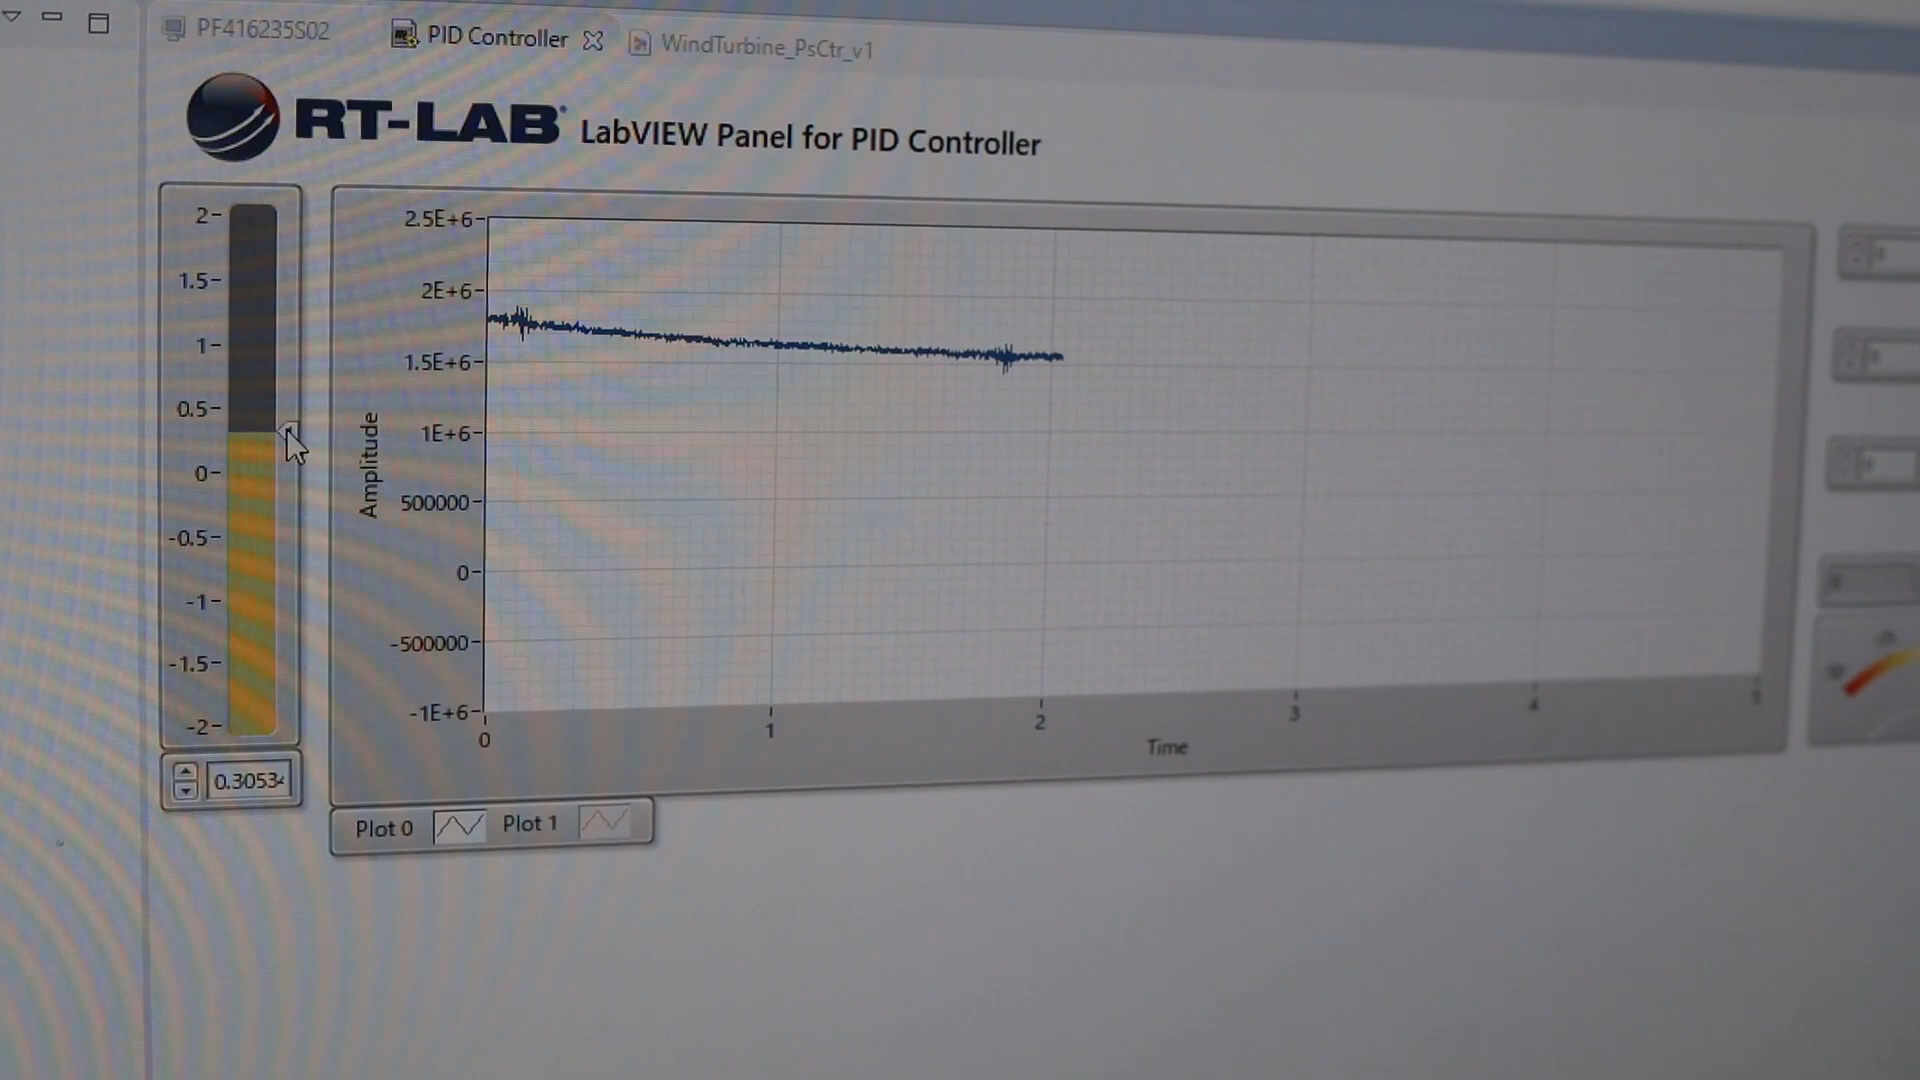 PF416235S02
PID Controller
WindTurbine_PsCtr_v1
RT-LAB
LabVIEW Panel for PID Controller
2
1.5
1
0.5
0
-0.5
-1
-1.5
-2
0.3053
2.5E+6
2E+6
1.5E+6
1E+6
500000
0
-500000
-1E+6
Amplitude
0
1
2
3
4
5
Time
Plot 0
Plot 1